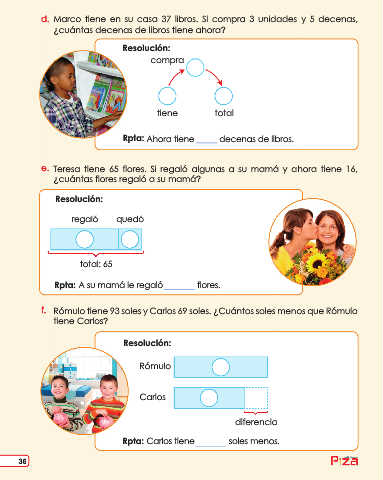 d. Marco tiene en su casa 37 libros. Si compra 3 unidades y 5 decenas,
¿cuántas decenas de libros tiene ahora?
Resolución:
compra
tiene total
Rpta: Ahora tiene _____ decenas de libros.
e. Teresa tiene 65 flores. Si regaló algunas a su mamá y ahora tiene 16,
¿cuántas flores regaló a su mamá?
Resolución:
regaló quedó
total: 65
Rpta: A su mamá le regaló _______ flores.
f. Rómulo tiene 93 soles y Carlos 69 soles. ¿Cuántos soles menos que Rómulo
tiene Carlos?
Resolución:
Rómulo
Carlos
diferencia
Rpta: Carlos tiene _______ soles menos.
36